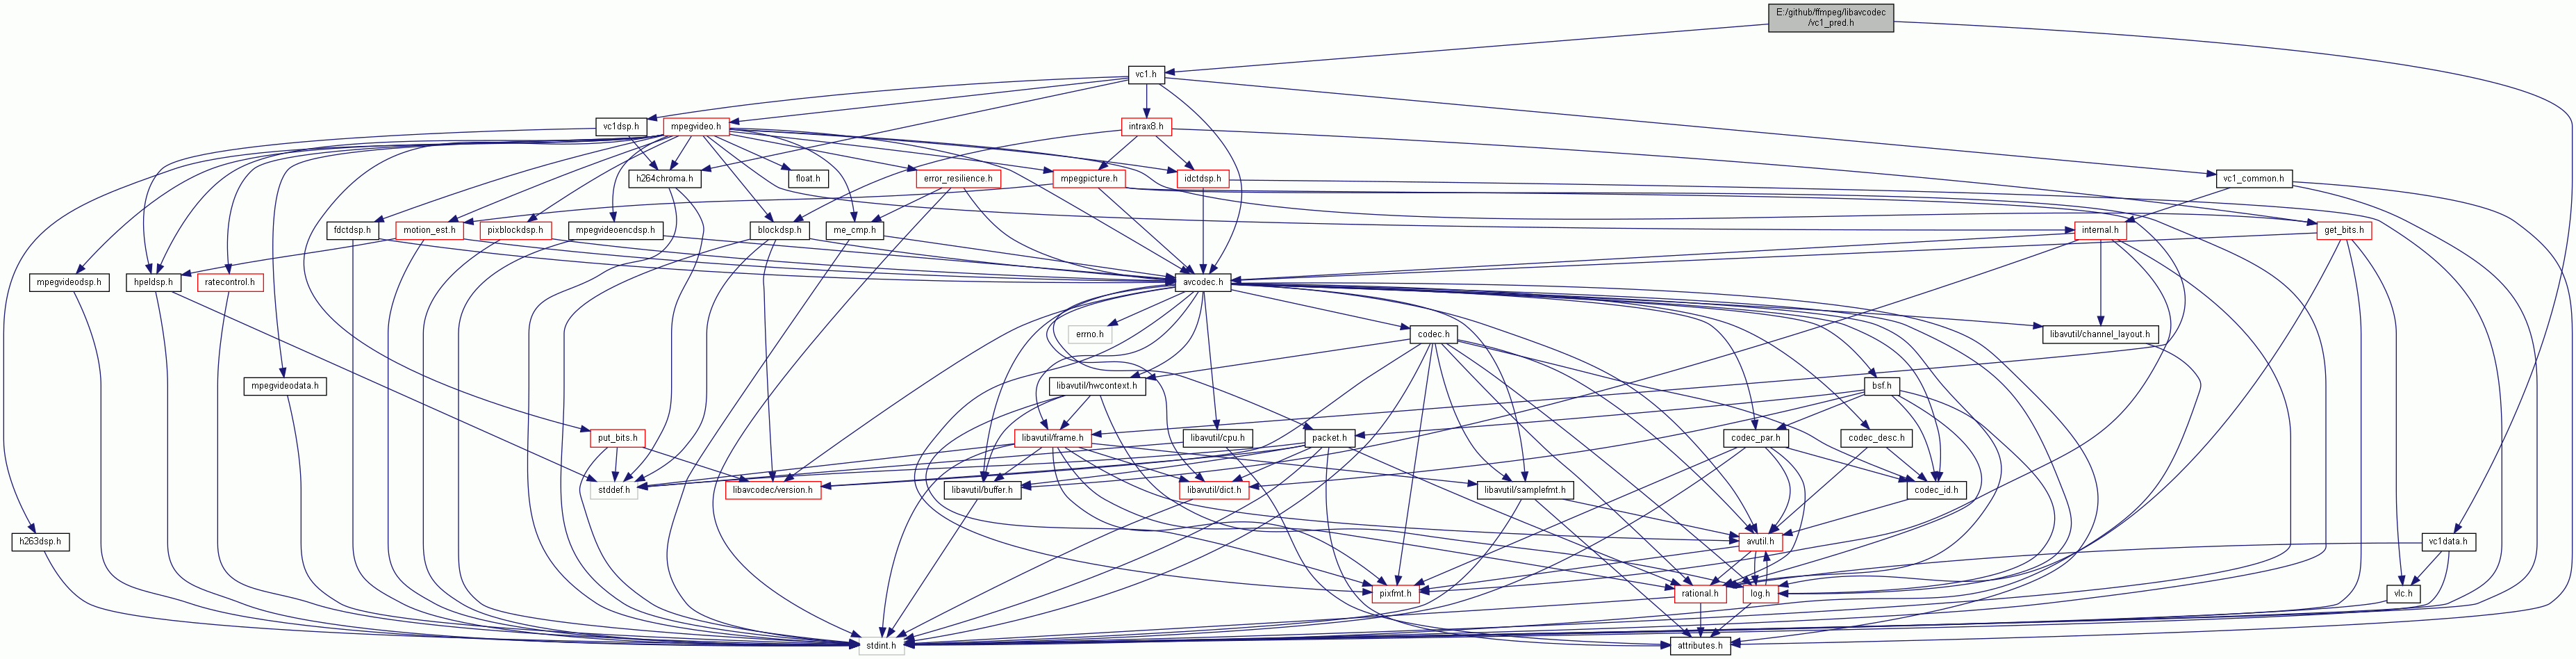 E:/github/ffmpeg/libavcodec
/vc1_pred.h
vc1.h
vc1dsp.h
mpegvideo.h
intrax8.h
h264chroma.h
float.h
error_resilience.h
mpegpicture.h
idctdsp.h
vc1_common.h
fdctdsp.h
motion_est.h
pixblockdsp.h
mpegvideoencdsp.h
blockdsp.h
me_cmp.h
internal.h
get_bits.h
mpegvideodsp.h
hpeldsp.h
ratecontrol.h
avcodec.h
errno.h
codec.h
libavutil/channel_layout.h
mpegvideodata.h
libavutil/hwcontext.h
bsf.h
put_bits.h
libavutil/frame.h
libavutil/cpu.h
packet.h
codec_par.h
codec_desc.h
stddef.h
libavcodec/version.h
libavutil/buffer.h
libavutil/dict.h
libavutil/samplefmt.h
codec_id.h
h263dsp.h
avutil.h
vc1data.h
pixfmt.h
rational.h
log.h
vlc.h
stdint.h
attributes.h